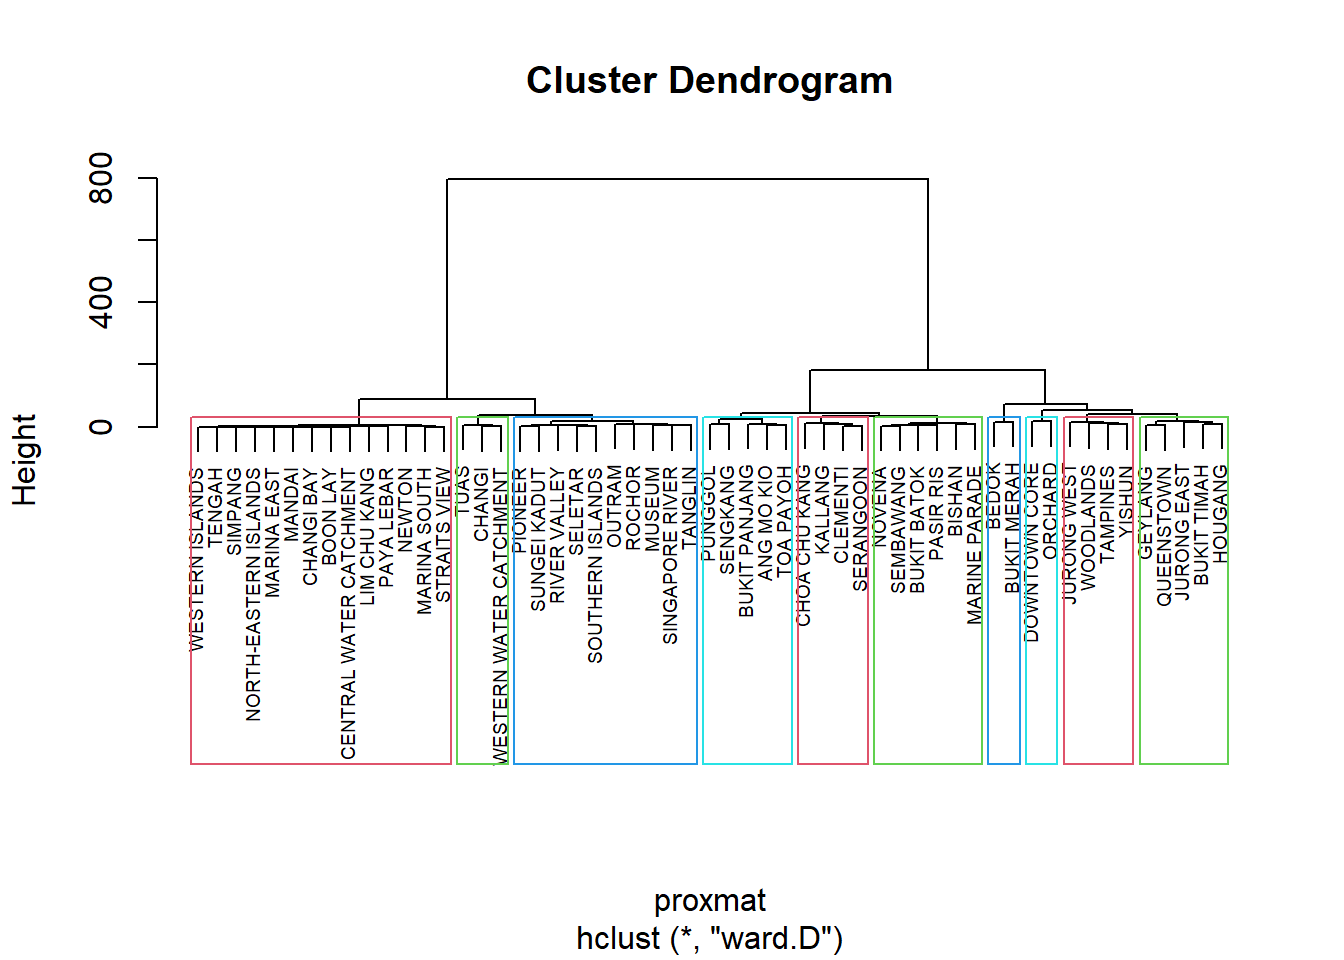 Cluster Dendrogram
Height
800
400
0
WESTERN ISLANDS
TENGAH
SIMPANG
NORTH-EASTERN ISLANDS
MARINA EAST
MANDAI
CHANGI BAY
BOON LAY
CENTRAL WATER CATCHMENT
LIM CHU KANG
PAYA LEBAR
NEWTON
MARINA SOUTH
STRAITS VIEW
TUAS
CHANGI
WESTERN WATER CATCHMENT
PIONEER
SUNGEI KADUT
RIVER VALLEY
SELETAR
SOUTHERN ISLANDS
OUTRAM
ROCHOR
MUSEUM
SINGAPORE RIVER
TANGLIN
PUNGGOL
SENGKANG
BUKIT PANJANG
ANG MO KIO
TOA PAYOH
CHOA CHU KANG
KALLANG
CLEMENTI
SERANGOON
NOVENA
SEMBAWANG
BUKIT BATOK
PASIR RIS
BISHAN
MARINE PARADE
BEDOK
BUKIT MERAH
DOWNTOWN CORE
ORCHARD
JURONG WEST
WOODLANDS
TAMPINES
YISHUN
GEYLANG
QUEENSTOWN
JURONG EAST
BUKIT TIMAH
HOUGANG
proxmat
hclust (*, "ward.D")